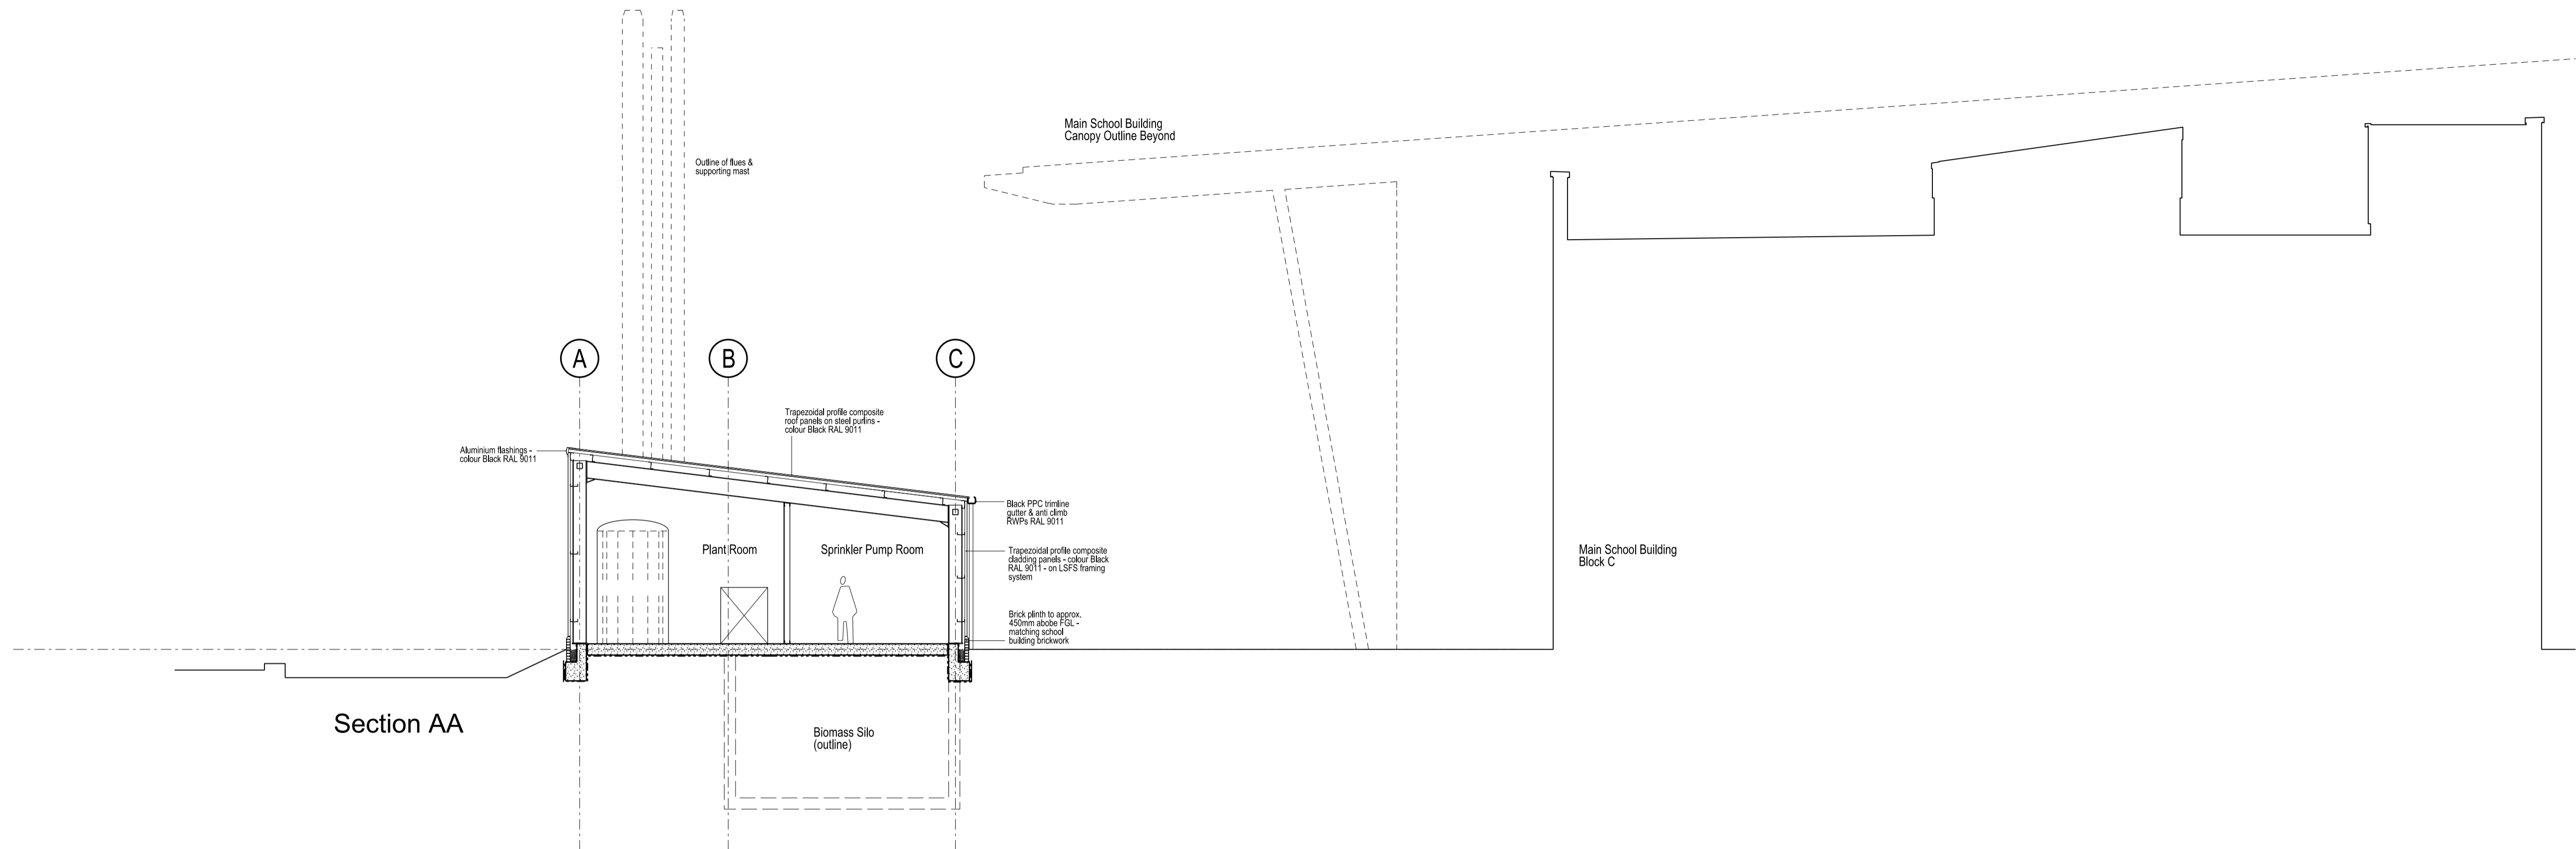 Main School Building
Canopy Outline Beyond
Outline of flues &
supporting mast
A
B
C
Trapezoidal profile composite
roof panels on steel purlins -
colour Black RAL 9011
Aluminium flashings -
colour Black RAL 9011
Black PPC trimline
gutter & anti climb
RWPs RAL 9011
Plant Room
Sprinkler Pump Room
Trapezoidal profile composite
cladding panels - colour Black
RAL 9011 - on LSFS framing
system
Main School Building
Block C
Brick plinth to approx.
450mm abobe FGL -
matching school
building brickwork
Section AA
Biomass Silo
(outline)